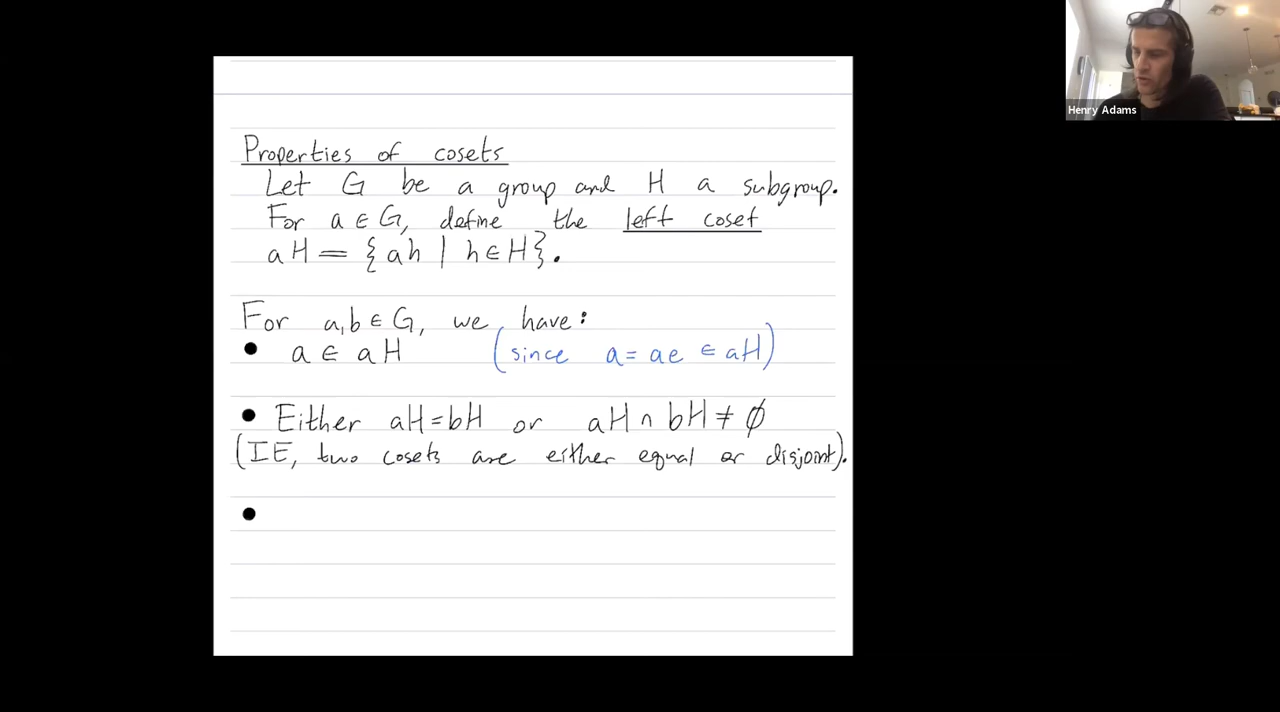 Henry Adams
Properties of cosets
Let G be a group and H a subgroup.
For a ∈ G, define the left coset
aH = {ah | h ∈ H}.
For a,b ∈ G, we have:
• a ∈ aH (since a = ae ∈ aH)
• Either aH = bH or aH ∩ bH ≠ ∅
(IE, two cosets are either equal or disjoint).
•